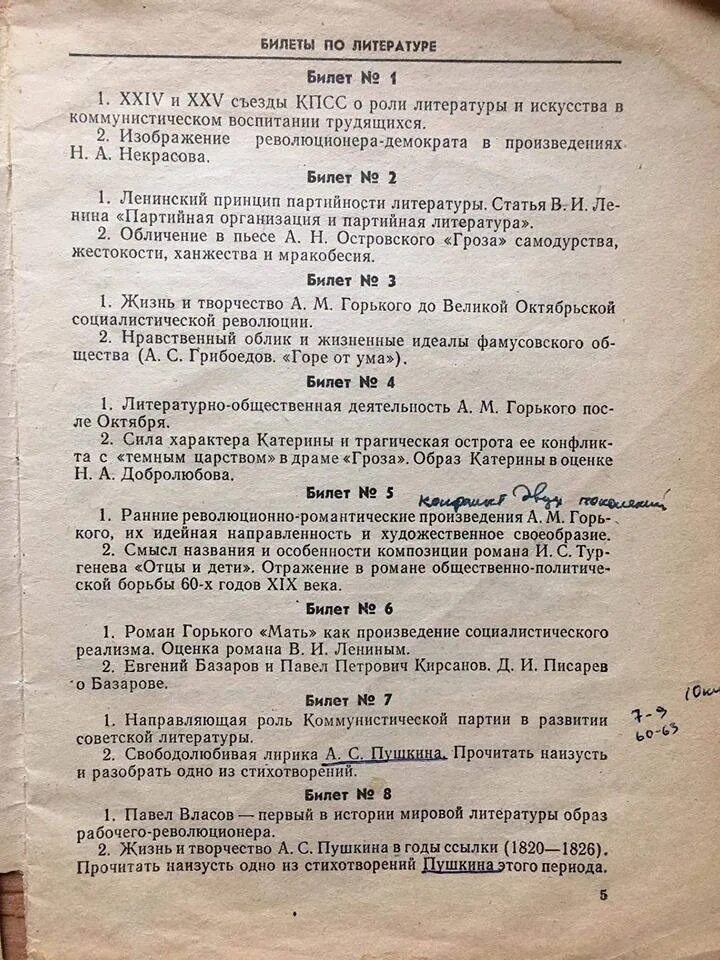 БИЛЕТЫ ПО ЛИТЕРАТУРЕ
Билет № 1
1. XXIV и XXV съезды КПСС о роли литературы и искусства в
коммунистическом воспитании трудящихся.
2. Изображение революционера-демократа в произведениях
Н. А. Некрасова.
Билет № 2
1. Ленинский принцип партийности литературы. Статья В. И. Ле-
нина «Партийная организация и партийная литература».
2. Обличение в пьесе А. Н. Островского «Гроза» самодурства,
жестокости, ханжества и мракобесия.
Билет № 3
1. Жизнь и творчество А. М. Горького до Великой Октябрьской
социалистической революции.
2. Нравственный облик и жизненные идеалы фамусовского об-
щества (А. С. Грибоедов. «Горе от ума»).
Билет № 4
1. Литературно-общественная деятельность А. М. Горького пос-
ле Октября.
2. Сила характера Катерины и трагическая острота ее конфлик-
та с «темным царством» в драме «Гроза». Образ Катерины в оценке
Н. А. Добролюбова.
Билет № 5
конфликт двух поколений
1. Ранние революционно-романтические произведения А. М. Горь-
кого, их идейная направленность и художественное своеобразие.
2. Смысл названия и особенности композиции романа И. С. Тур-
генева «Отцы и дети». Отражение в романе общественно-политиче-
ской борьбы 60-х годов XIX века.
Билет № 6
1. Роман Горького «Мать» как произведение социалистического
реализма. Оценка романа В. И. Лениным.
2. Евгений Базаров и Павел Петрович Кирсанов. Д. И. Писарев
о Базарове.
Билет № 7
1. Направляющая роль Коммунистической партии в развитии
советской литературы.
7-9
60-63
2. Свободолюбивая лирика А. С. Пушкина. Прочитать наизусть
и разобрать одно из стихотворений.
Билет № 8
1. Павел Власов — первый в истории мировой литературы образ
рабочего-революционера.
2. Жизнь и творчество А. С. Пушкина в годы ссылки (1820—1826).
Прочитать наизусть одно из стихотворений Пушкина этого периода.
5